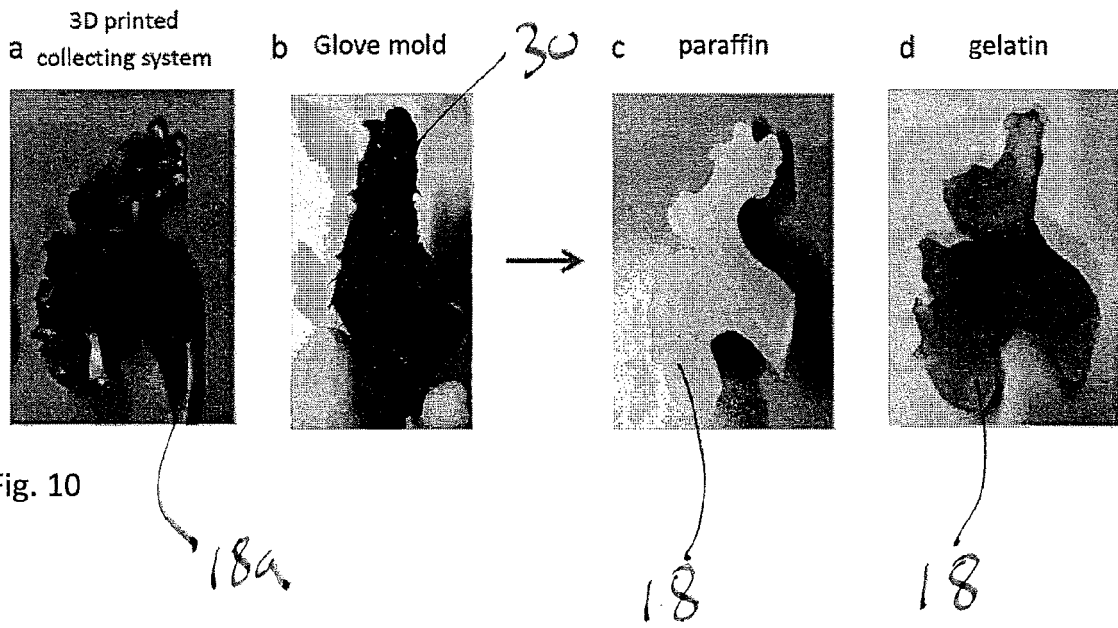 a 3D printed
collecting system
b Glove mold
30
c paraffin
d gelatin
Fig. 10
18a
18
18